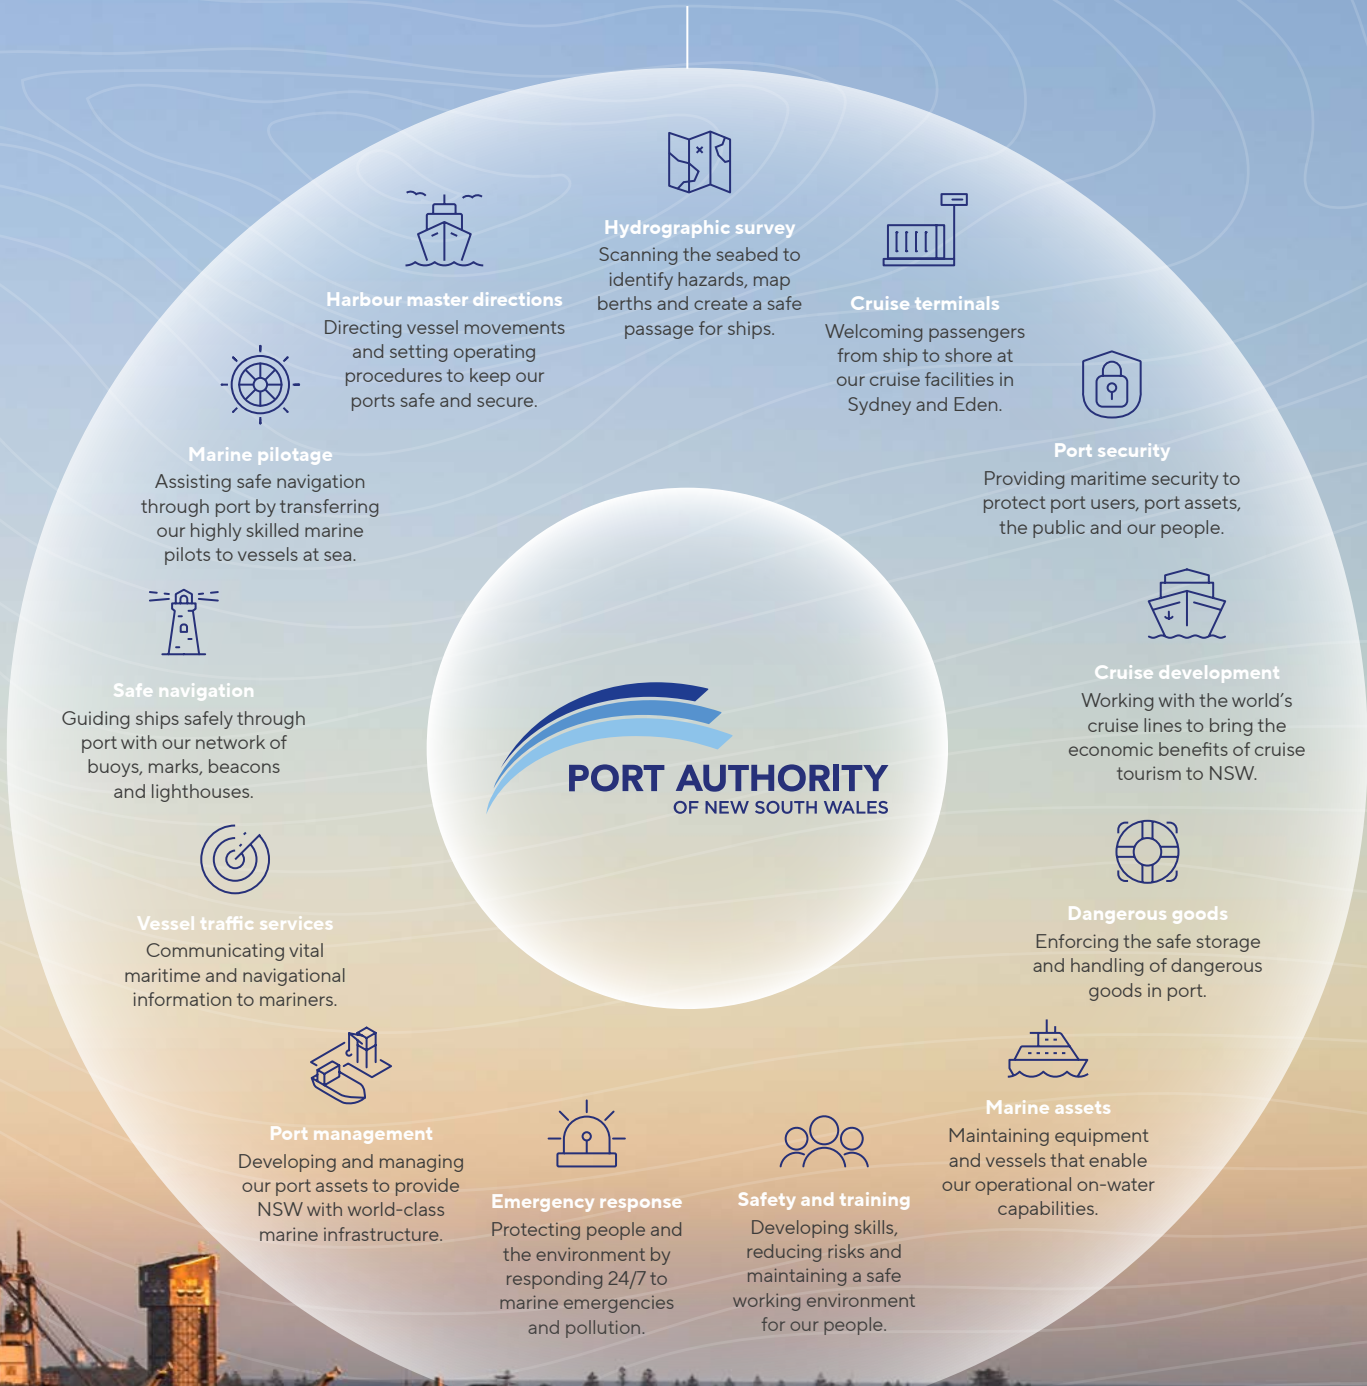 Hydrographic survey
Scanning the seabed to
identify hazards, map
berths and create a safe
passage for ships.
Cruise terminals
Welcoming passengers
from ship to shore at
our cruise facilities in
Sydney and Eden.
Port security
Providing maritime security to
protect port users, port assets,
the public and our people.
Cruise development
Working with the world's
cruise lines to bring the
economic benefits of cruise
tourism to NSW.
Dangerous goods
Enforcing the safe storage
and handling of dangerous
goods in port.
Marine assets
Maintaining equipment
and vessels that enable
our operational on-water
capabilities.
Safety and training
Developing skills,
reducing risks and
maintaining a safe
working environment
for our people.
Emergency response
Protecting people and
the environment by
responding 24/7 to
marine emergencies
and pollution.
Port management
Developing and managing
our port assets to provide
NSW with world-class
marine infrastructure.
Vessel traffic services
Communicating vital
maritime and navigational
information to mariners.
Safe navigation
Guiding ships safely through
port with our network of
buoys, marks, beacons
and lighthouses.
Marine pilotage
Assisting safe navigation
through port by transferring
our highly skilled marine
pilots to vessels at sea.
Harbour master directions
Directing vessel movements
and setting operating
procedures to keep our
ports safe and secure.
PORT AUTHORITY
OF NEW SOUTH WALES